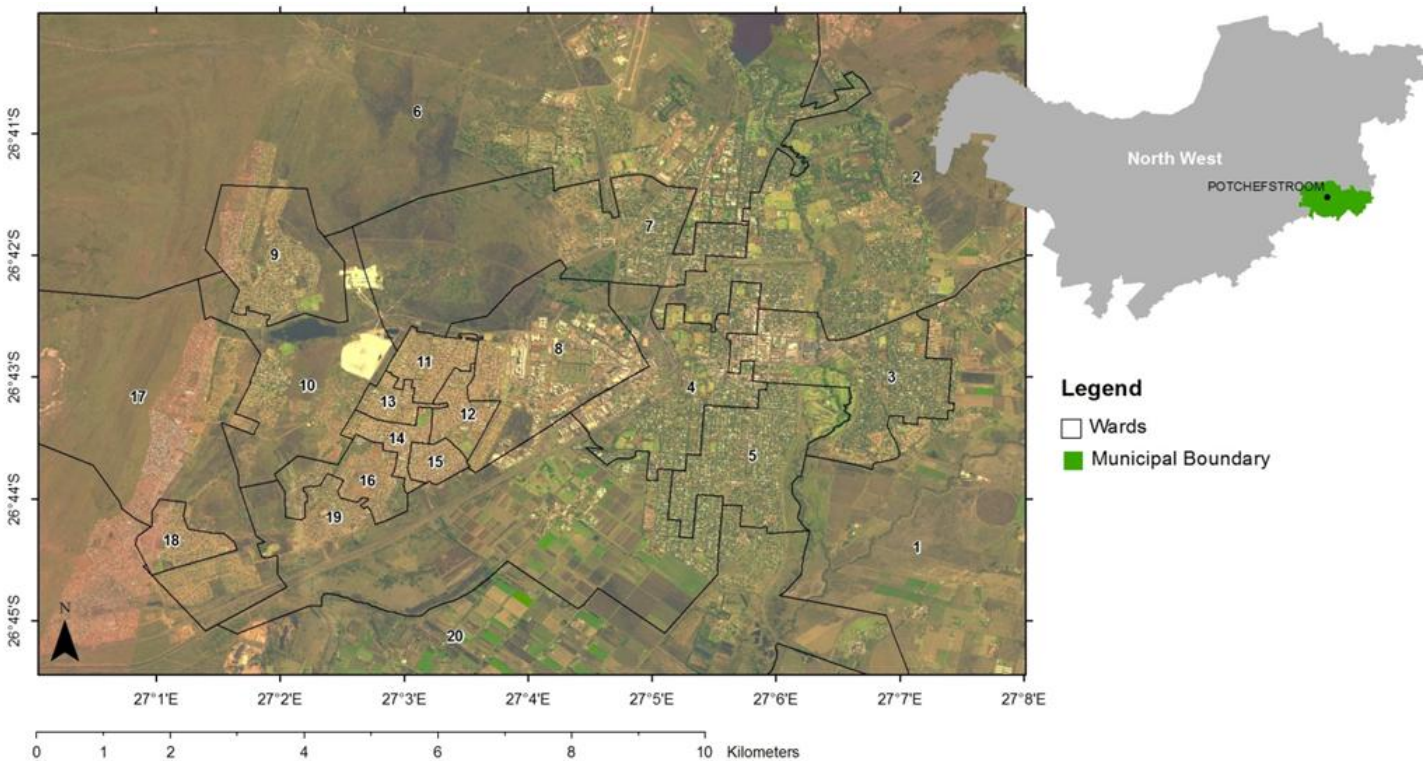 26°41'S
26°42'S
26°43'S
26°44'S
26°45'S
6
2
7
9
8
11
10
17
13
12
3
4
14
15
5
16
19
18
1
20
N
27°1'E
27°2'E
27°3'E
27°4'E
27°5'E
27°6'E
27°7'E
27°8'E
0
1
2
4
6
8
10
Kilometers
North West
POTCHEFSTROOM
Legend
Wards
Municipal Boundary